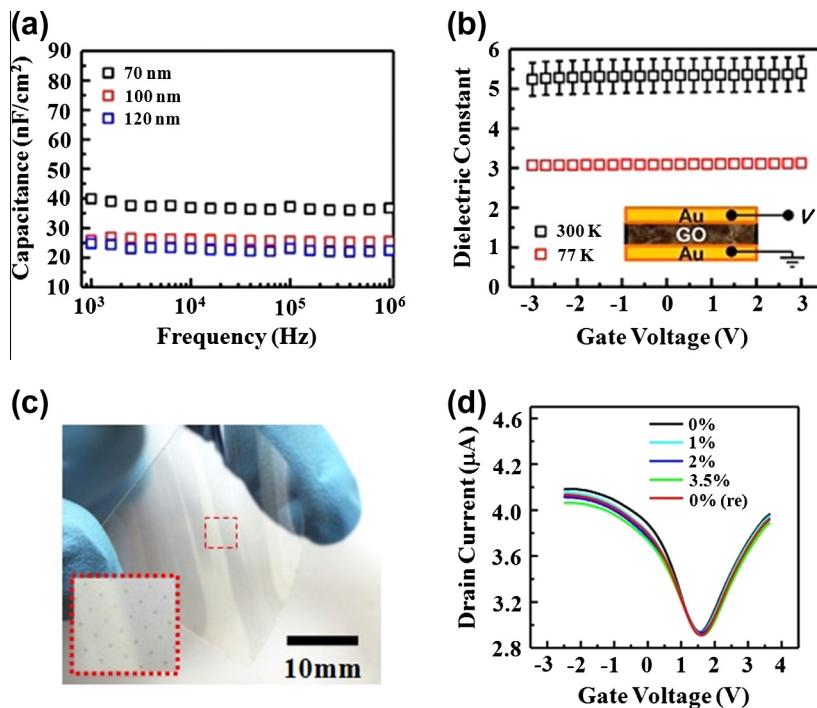 (a)
90
80
70
60
50
40
30
20
10
Capacitance (nF/cm²)
70 nm
100 nm
120 nm
10³ 10⁴ 10⁵ 10⁶
Frequency (Hz)
(b)
6
5
4
3
2
1
0
Dielectric Constant
300 K
77 K
Au
GO
Au
V
-3 -2 -1 0 1 2 3
Gate Voltage (V)
(c)
10mm
(d)
4.6
4.2
4.0
3.6
3.2
2.8
Drain Current (µA)
0%
1%
2%
3.5%
0% (re)
-3 -2 -1 0 1 2 3 4
Gate Voltage (V)